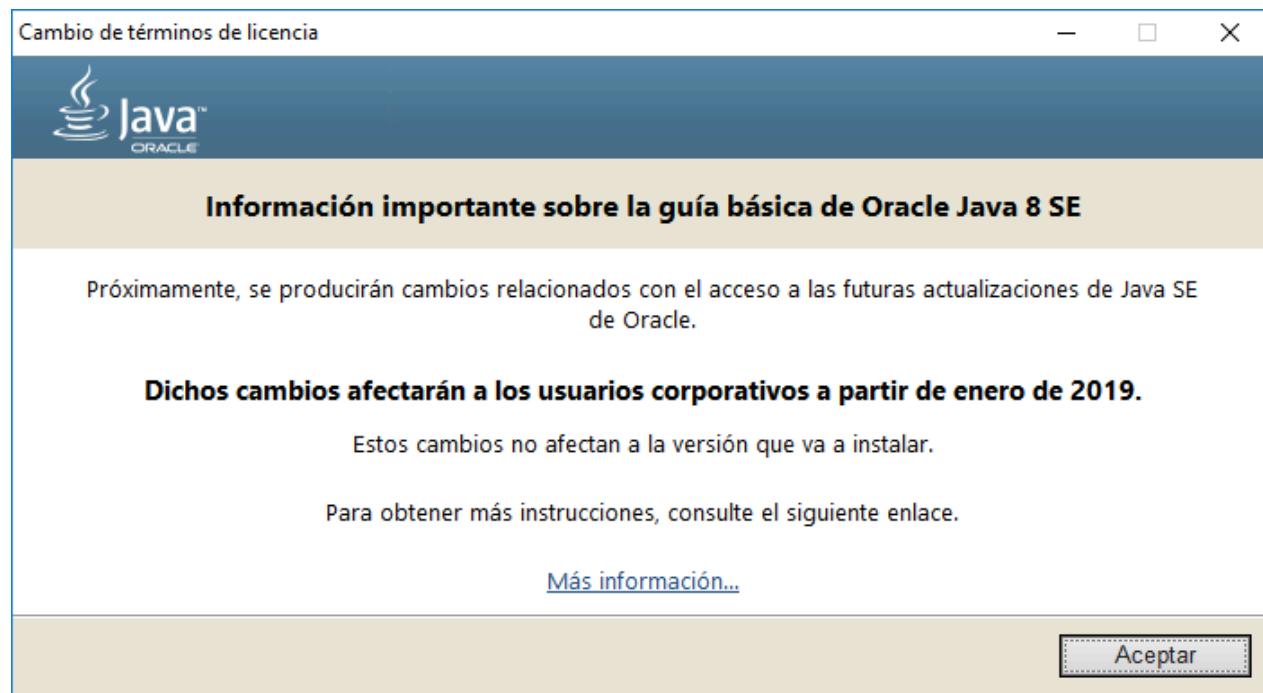 Cambio de términos de licencia
Java™
ORACLE
Información importante sobre la guía básica de Oracle Java 8 SE
Próximamente, se producirán cambios relacionados con el acceso a las futuras actualizaciones de Java SE
de Oracle.
Dichos cambios afectarán a los usuarios corporativos a partir de enero de 2019.
Estos cambios no afectan a la versión que va a instalar.
Para obtener más instrucciones, consulte el siguiente enlace.
Más información...
Aceptar